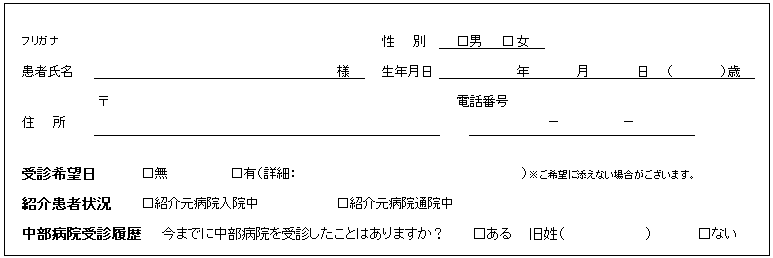 フリガナ 性 別 □男 □女
患者氏名 様 生年月日 年 月 日 ( )歳
〒 電話番号
住 所 － －
受診希望日 □無 □有(詳細: )※ご希望に添えない場合がございます。
紹介患者状況 □紹介元病院入院中 □紹介元病院通院中
中部病院受診履歴 今までに中部病院を受診したことはありますか？ □ある 旧姓( ) □ない